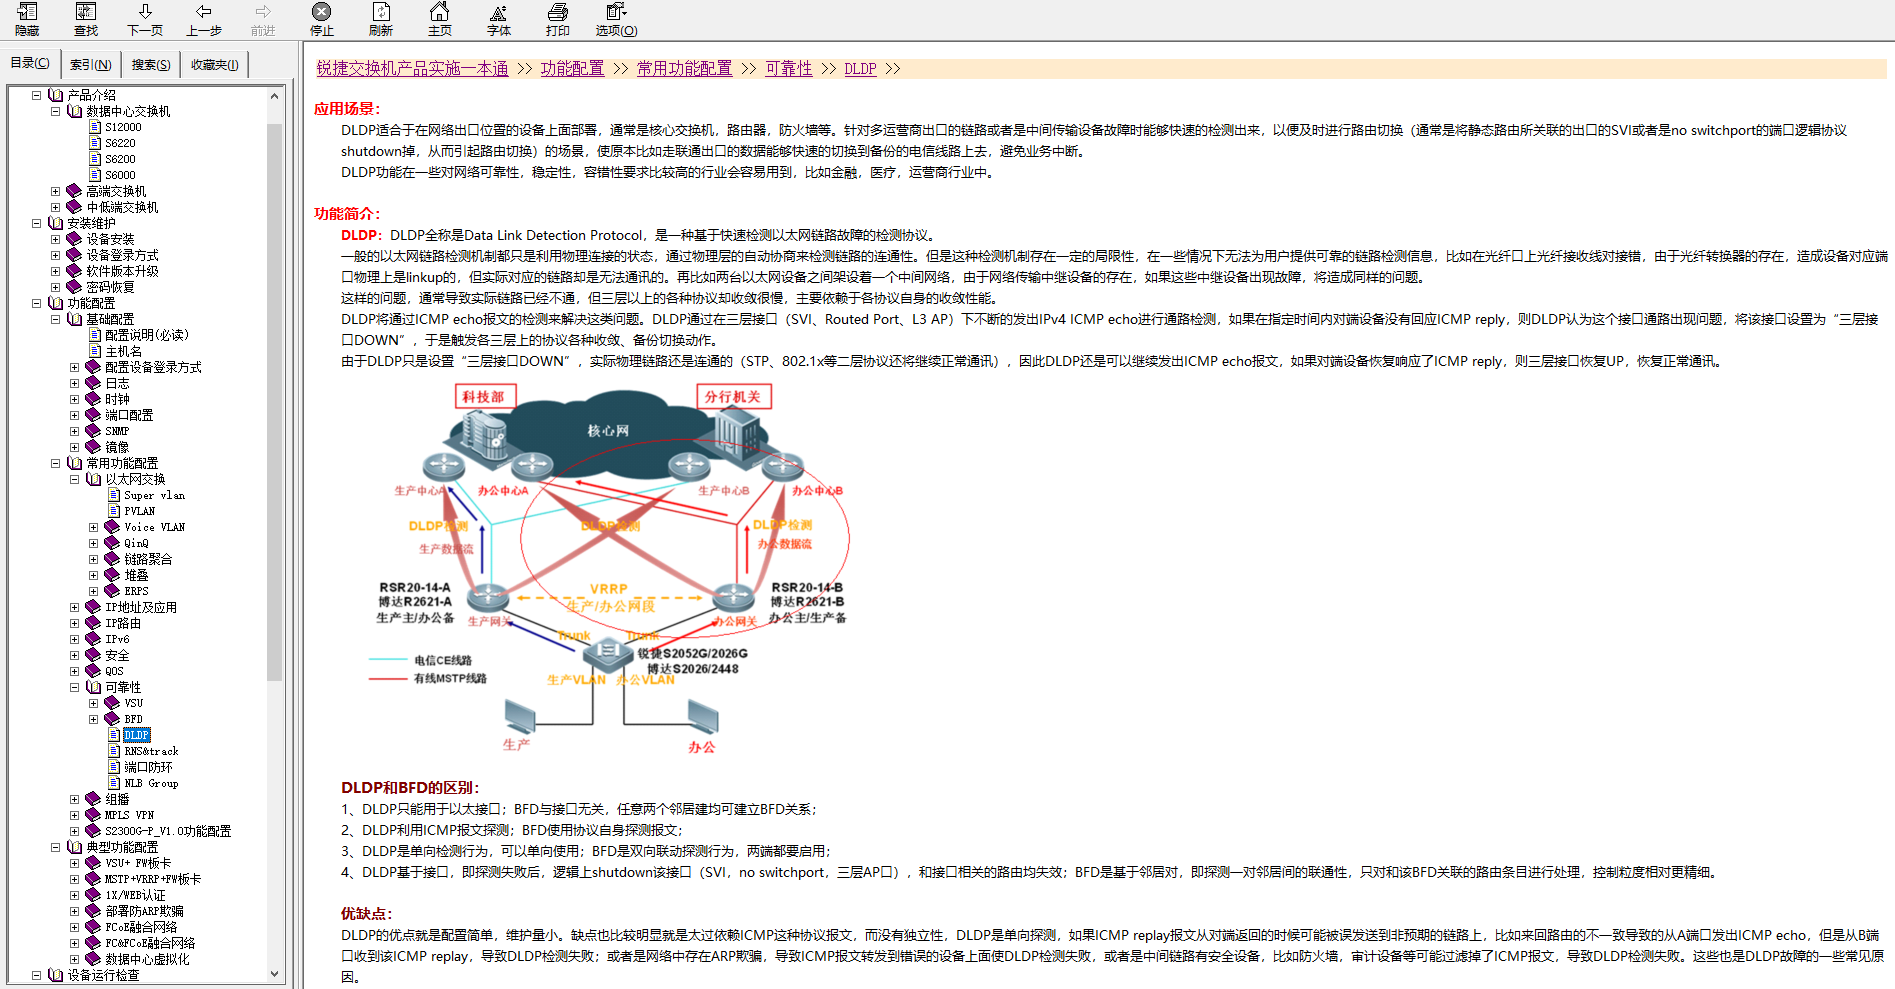 隐藏
查找
下一页
上一步
前进
停止
刷新
主页
字体
打印
选项(O)
目录(C)
索引(N)
搜索(S)
收藏夹(I)
产品介绍
数据中心交换机
S12000
S6220
S6200
S6000
高端交换机
中低端交换机
安装维护
设备安装
设备登录方式
软件版本升级
密码恢复
功能配置
基础配置
配置说明(必读)
主机名
配置设备登录方式
日志
时钟
端口配置
SNMP
镜像
常用功能配置
以太网交换
Super vlan
PVLAN
Voice VLAN
QinQ
链路聚合
堆叠
ERPS
IP地址及应用
IP路由
IPv6
安全
QOS
可靠性
VSU
BFD
DLDP
RNS&track
端口防环
NLB Group
组播
MPLS VPN
S2300G-P_V1.0功能配置
典型功能配置
VSU+ FW板卡
MSTP+VRRP+FW板卡
1X/WEB认证
部署防ARP欺骗
FCoE融合网络
FC&FCoE融合网络
数据中心虚拟化
设备运行检查
锐捷交换机产品实施一本通 >> 功能配置 >> 常用功能配置 >> 可靠性 >> DLDP >>
应用场景：
DLDP适合于在网络出口位置的设备上面部署，通常是核心交换机，路由器，防火墙等。针对多运营商出口的链路或者是中间传输设备故障时能够快速的检测出来，以便及时进行路由切换（通常是将静态路由所关联的出口的SVI或者是no switchport的端口逻辑协议
shutdown掉，从而引起路由切换）的场景，使原本比如走联通出口的数据能够快速的切换到备份的电信线路上去，避免业务中断。
DLDP功能在一些对网络可靠性，稳定性，容错性要求比较高的行业会容易用到，比如金融，医疗，运营商行业中。
功能简介：
DLDP：DLDP全称是Data Link Detection Protocol，是一种基于快速检测以太网链路故障的检测协议。
一般的以太网链路检测机制都只是利用物理连接的状态，通过物理层的自动协商来检测链路的连通性。但是这种检测机制存在一定的局限性，在一些情况下无法为用户提供可靠的链路检测信息，比如在光纤口上光纤接收线对接错，由于光纤转换器的存在，造成设备对应端
口物理上是linkup的，但实际对应的链路却是无法通讯的。再比如两台以太网设备之间架设着一个中间网络，由于网络传输中继设备的存在，如果这些中继设备出现故障，将造成同样的问题。
这样的问题，通常导致实际链路已经不通，但三层以上的各种协议却收敛很慢，主要依赖于各协议自身的收敛性能。
DLDP将通过ICMP echo报文的检测来解决这类问题。DLDP通过在三层接口（SVI、Routed Port、L3 AP）下不断的发出IPv4 ICMP echo进行通路检测，如果在指定时间内对端设备没有回应ICMP reply，则DLDP认为这个接口通路出现问题，将该接口设置为“三层接
口DOWN”，于是触发各三层上的协议各种收敛、备份切换动作。
由于DLDP只是设置“三层接口DOWN”，实际物理链路还是连通的（STP、802.1x等二层协议还将继续正常通讯），因此DLDP还是可以继续发出ICMP echo报文，如果对端设备恢复响应了ICMP reply，则三层接口恢复UP，恢复正常通讯。
科技部
分行机关
核心网
生产中心A
办公中心A
生产中心B
办公中心B
DLDP检测
DLDP检测
DLDP检测
生产数据流
办公数据流
RSR20-14-A
博达R2621-A
生产主/办公备
VRRP
生产/办公网段
RSR20-14-B
博达R2621-B
办公主/生产备
生产网关
办公网关
Trunk
Trunk
锐捷S2052G/2026G
博达S2026/2448
电信CE线路
有线MSTP线路
生产VLAN
办公VLAN
生产
办公
DLDP和BFD的区别：
1、DLDP只能用于以太接口；BFD与接口无关，任意两个邻居建均可建立BFD关系；
2、DLDP利用ICMP报文探测；BFD使用协议自身探测报文；
3、DLDP是单向检测行为，可以单向使用；BFD是双向联动探测行为，两端都要启用；
4、DLDP基于接口，即探测失败后，逻辑上shutdown该接口（SVI，no switchport，三层AP口），和接口相关的路由均失效；BFD是基于邻居对，即探测一对邻居间的联通性，只对和该BFD关联的路由条目进行处理，控制粒度相对更精细。
优缺点：
DLDP的优点就是配置简单，维护量小。缺点也比较明显就是太过依赖ICMP这种协议报文，而没有独立性，DLDP是单向探测，如果ICMP replay报文从对端返回的时候可能被误发送到非预期的链路上，比如来回路由的不一致导致的从A端口发出ICMP echo，但是从B端
口收到该ICMP replay，导致DLDP检测失败；或者是网络中存在ARP欺骗，导致ICMP报文转发到错误的设备上面使DLDP检测失败，或者是中间链路有安全设备，比如防火墙，审计设备等可能过滤掉了ICMP报文，导致DLDP检测失败。这些也是DLDP故障的一些常见原
因。